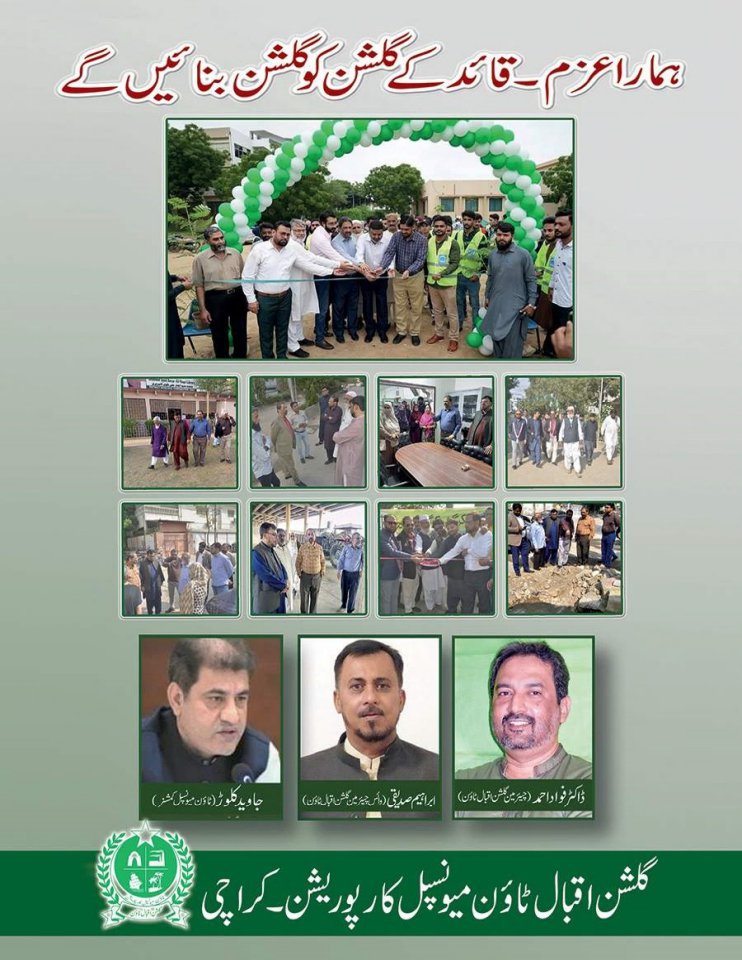 ہمارا عزم۔ قائد کے گلشن کو گلشن بنائیں گے
ڈاکٹر فواد احمد (چیئرمین گلشن اقبال ٹاؤن)
ابراہیم صدیقی (وائس چیئرمین گلشن اقبال ٹاؤن)
جاوید کلوڑ (ٹاؤن میونسپل کمشنر)
گلشن اقبال ٹاؤن میونسپل کارپوریشن۔ کراچی